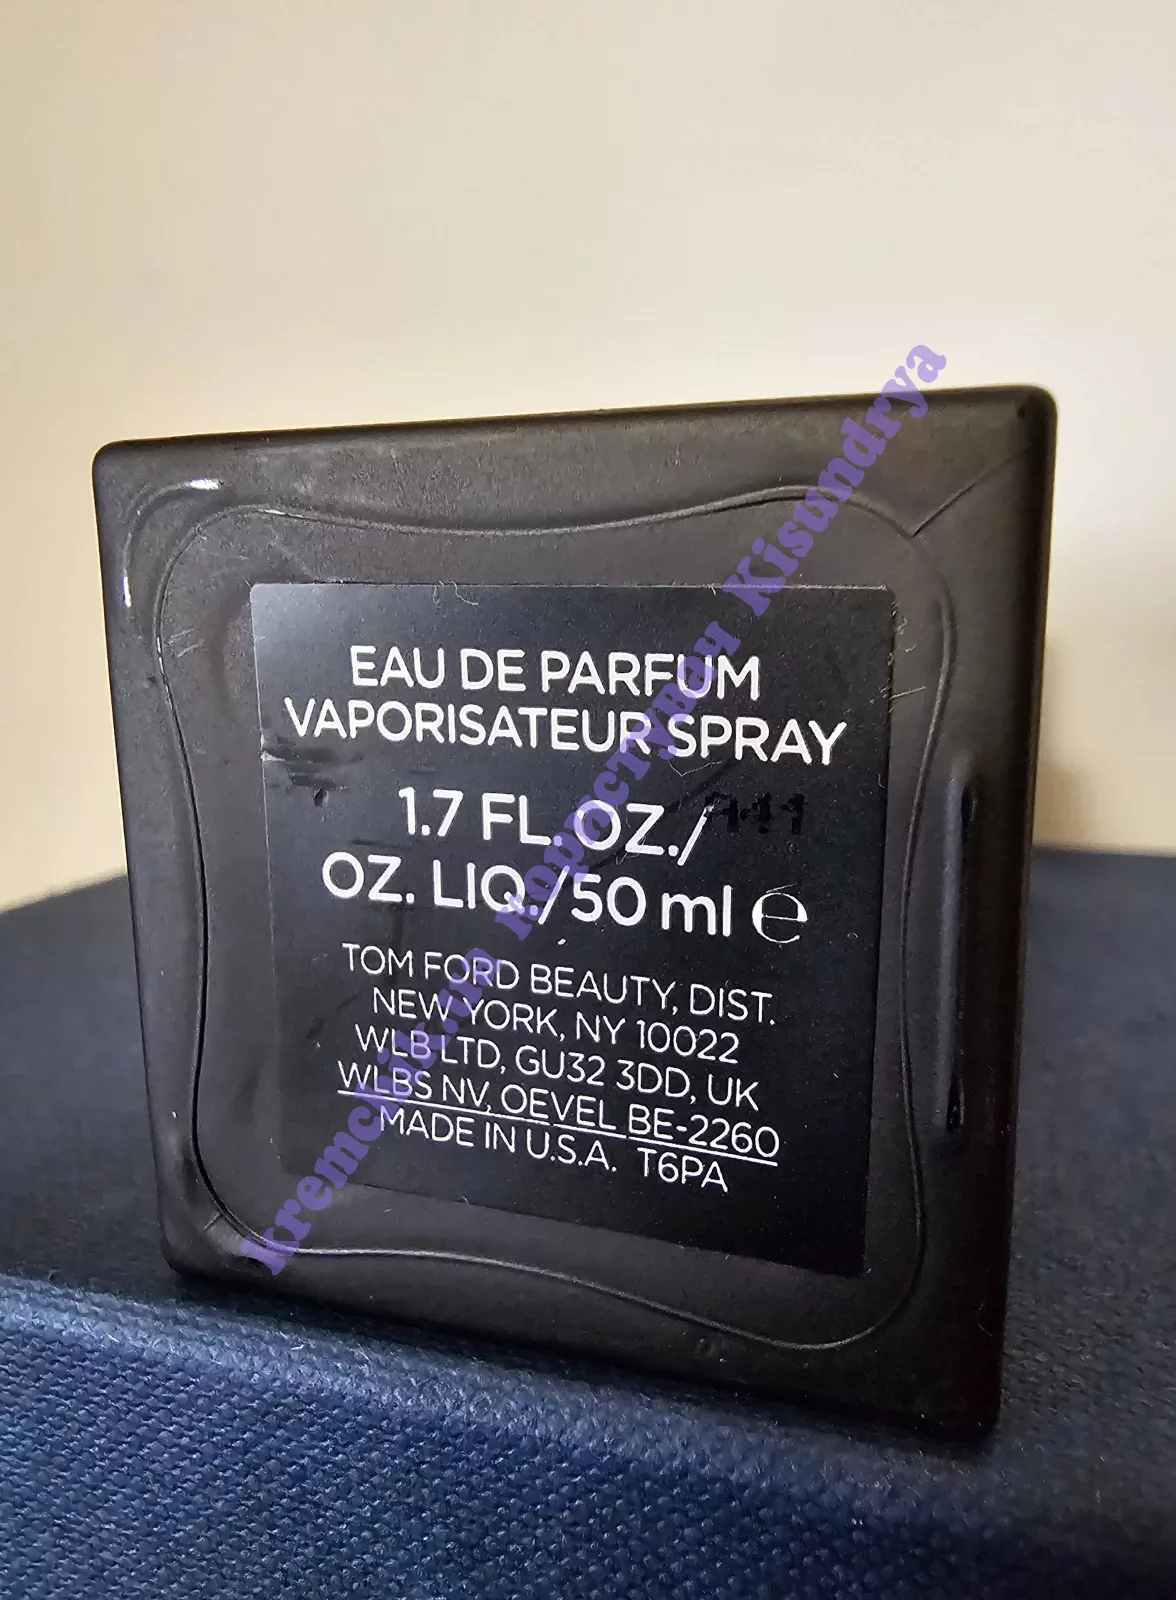 EAU DE PARFUM
VAPORISATEUR SPRAY
1.7 FL. OZ./
OZ. LIQ./50 ml e
TOM FORD BEAUTY, DIST.
NEW YORK, NY 10022
WLB LTD, GU32 3DD, UK
WLBS NV, OEVEL BE-2260
MADE IN U.S.A. T6PA
Kisundrya